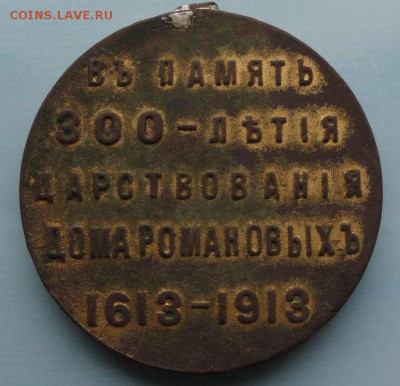 COINS.LAVE.RU
ВЪ ПАМЯТЬ
300-ЛѢТІЯ
ЦАРСТВОВАНІЯ
ДОМА РОМАНОВЫХЪ
1613-1913